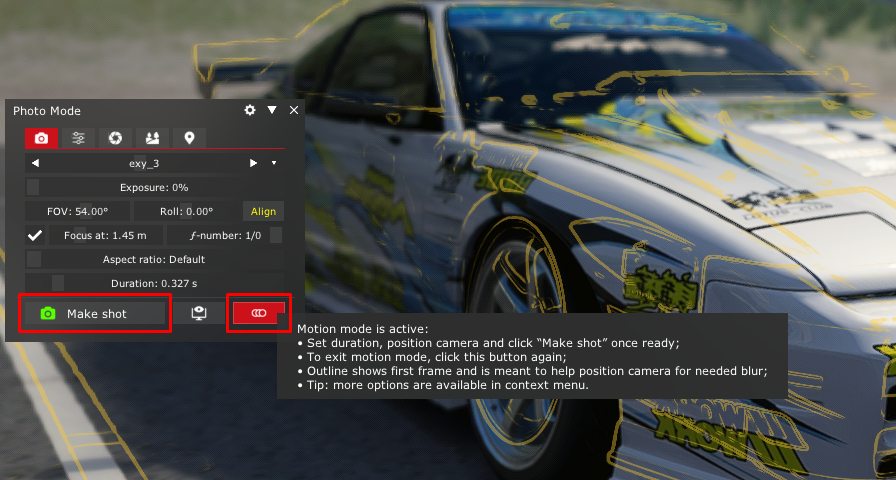 Photo Mode
exy_3
Exposure: 0%
FOV: 54.00° Roll: 0.00° Align
Focus at: 1.45 m ƒ-number: 1/0
Aspect ratio: Default
Duration: 0.327 s
Make shot
Motion mode is active:
• Set duration, position camera and click “Make shot” once ready;
• To exit motion mode, click this button again;
• Outline shows first frame and is meant to help position camera for needed blur;
• Tip: more options are available in context menu.